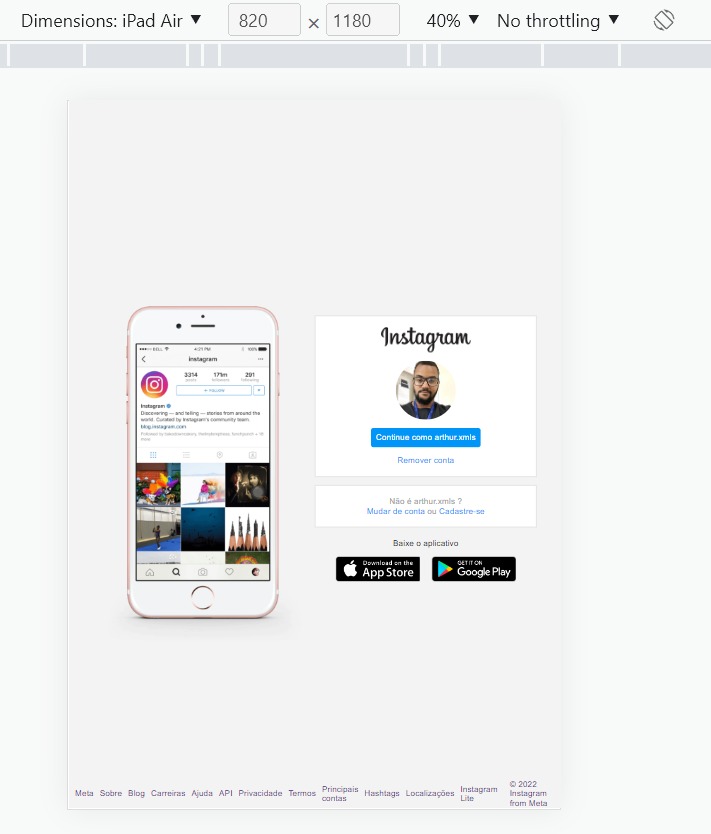 Dimensions: iPad Air ▼ 820 × 1180 40% ▼ No throttling ▼
4:21 PM
instagram
3314 171m 291
posts followers following
+ Follow
Instagram
Discovering — and telling — stories from around the
world. Curated by Instagram's community team.
blog.instagram.com
Instagram
Continue como arthur.xmls
Remover conta
Não é arthur.xmls ?
Mudar de conta ou Cadastre-se
Baixe o aplicativo
Download on the
App Store
GET IT ON
Google Play
Meta Sobre Blog Carreiras Ajuda API Privacidade Termos Principais contas Hashtags Localizações Instagram Lite © 2022 Instagram from Meta